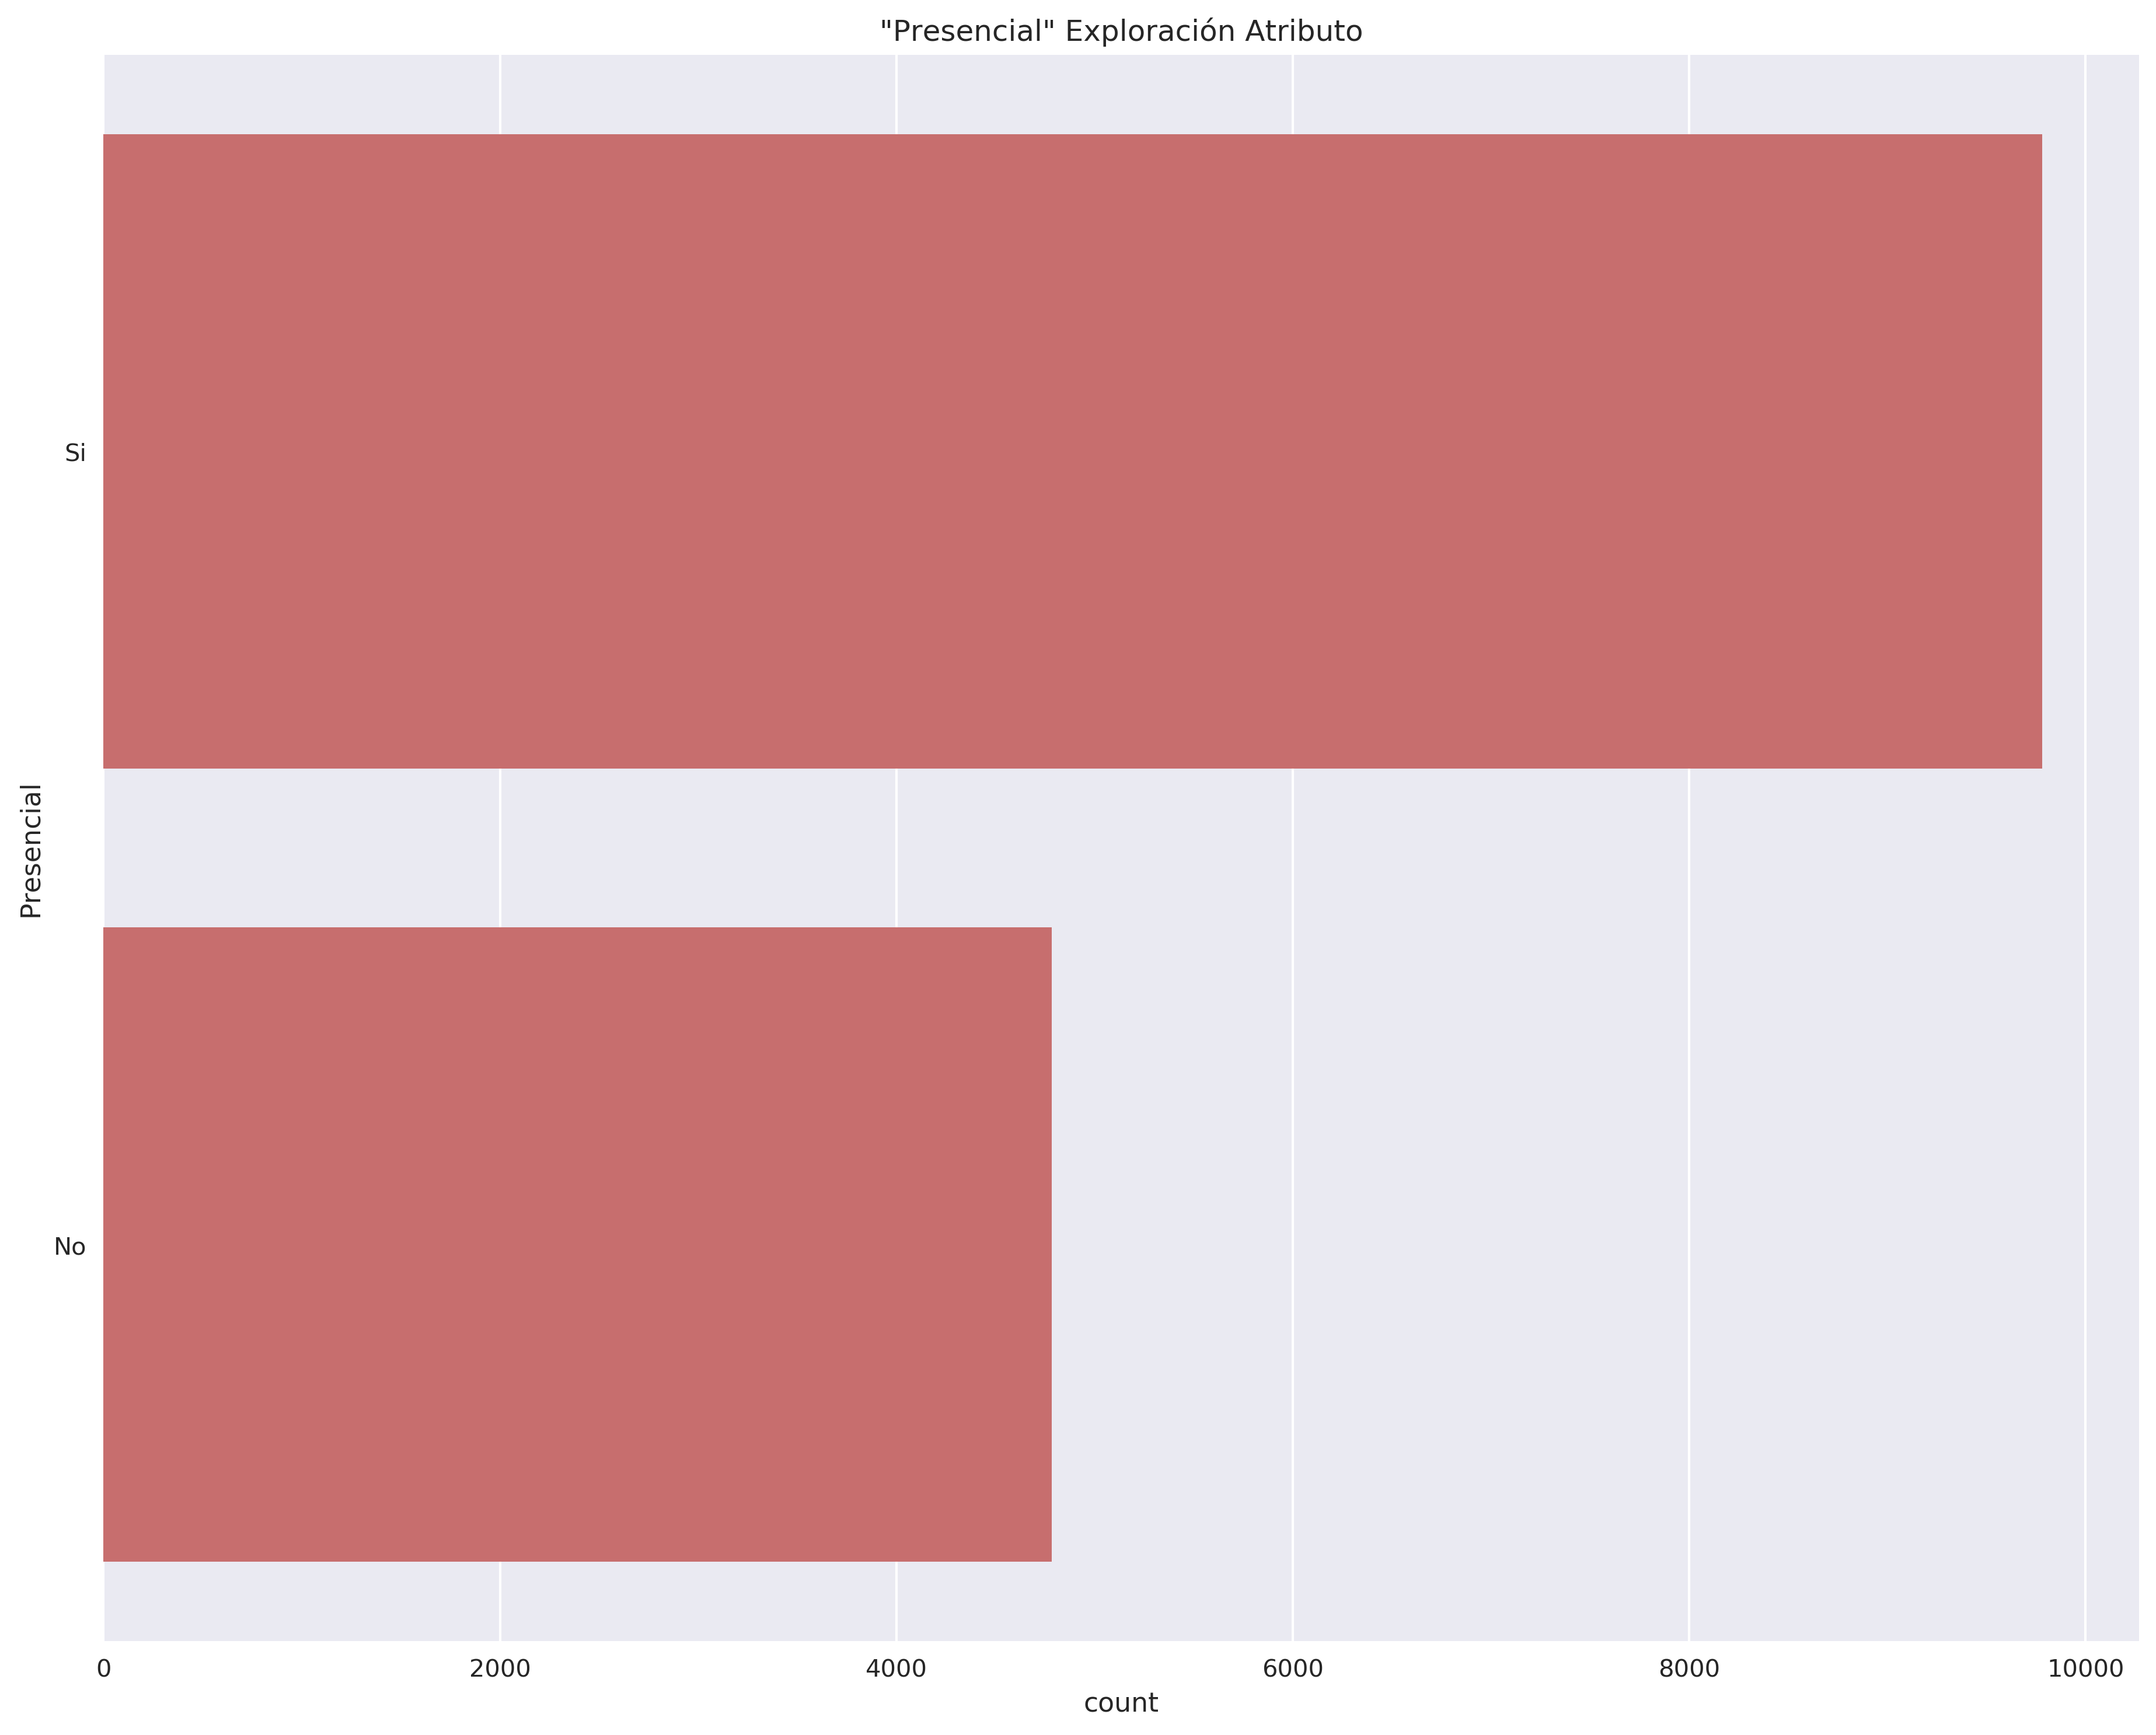 "Presencial" Exploración Atributo
Si
Presencial
No
0 2000 4000 6000 8000 10000
count